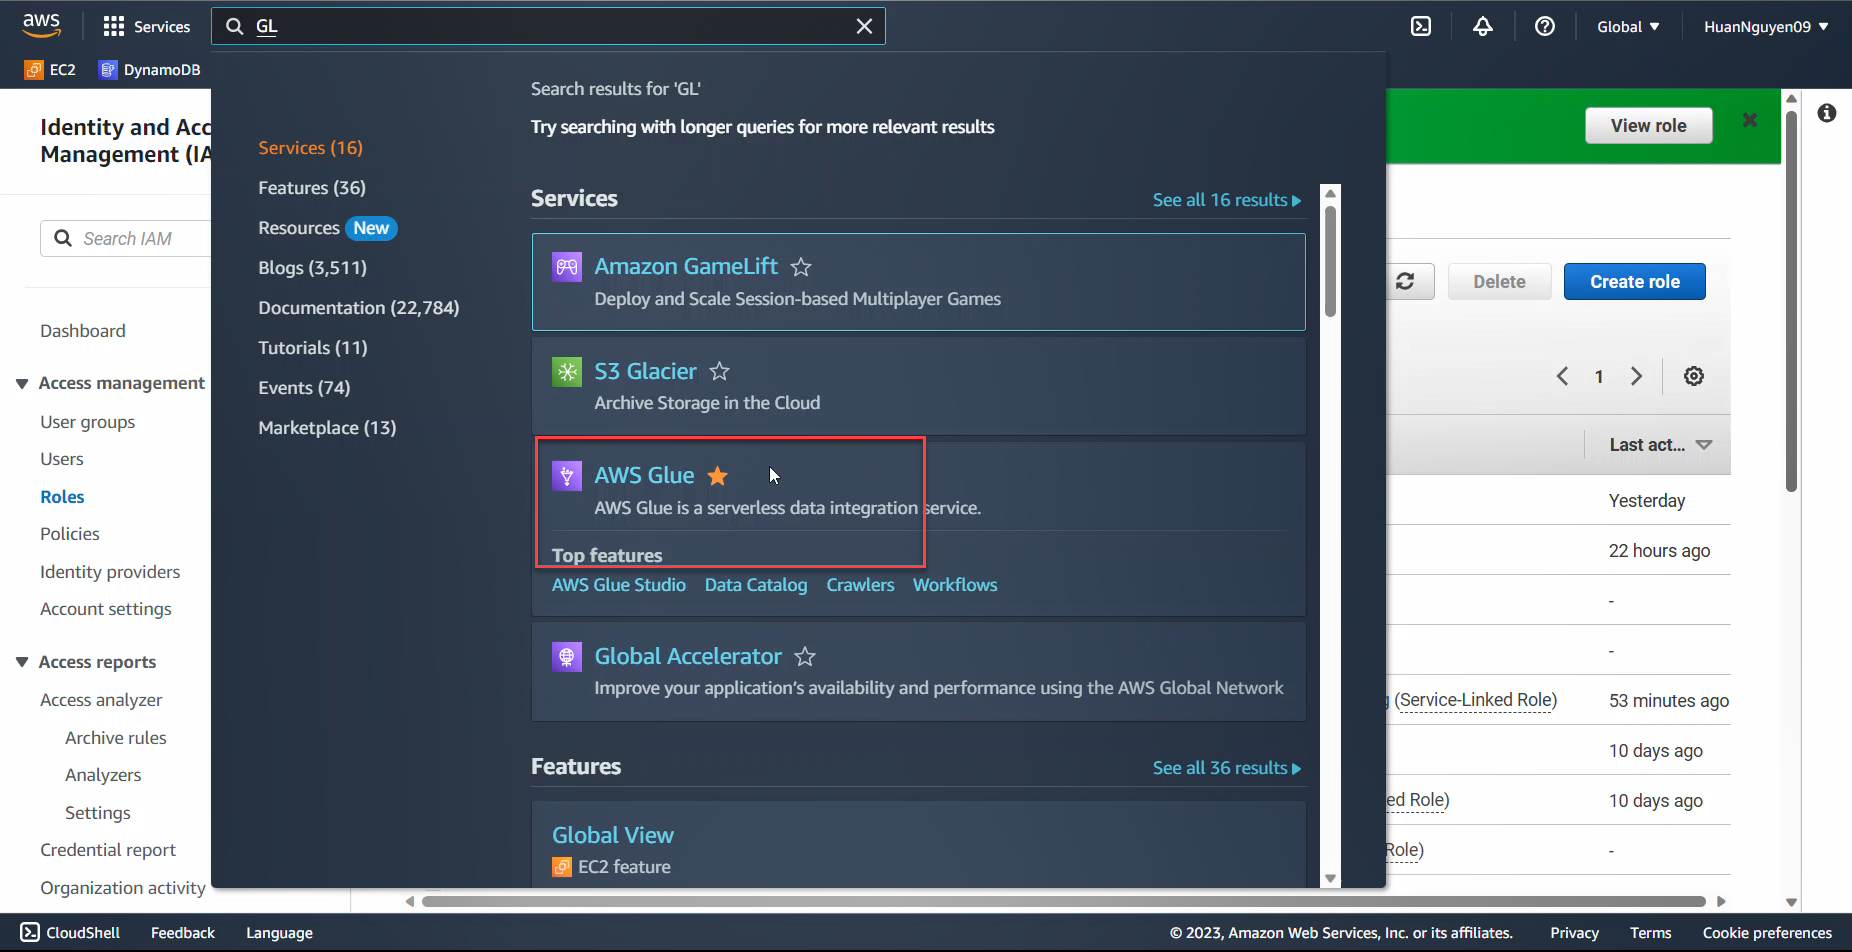 aws
Services
GL
Global
HuanNguyen09
EC2
DynamoDB
Identity and Acc
Management (IA
Search IAM
Dashboard
Access management
User groups
Users
Roles
Policies
Identity providers
Account settings
Access reports
Access analyzer
Archive rules
Analyzers
Settings
Credential report
Organization activity
Services (16)
Features (36)
Resources New
Blogs (3,511)
Documentation (22,784)
Tutorials (11)
Events (74)
Marketplace (13)
Search results for 'GL'
Try searching with longer queries for more relevant results
Services
See all 16 results
Amazon GameLift
Deploy and Scale Session-based Multiplayer Games
S3 Glacier
Archive Storage in the Cloud
AWS Glue
AWS Glue is a serverless data integration service.
Top features
AWS Glue Studio Data Catalog Crawlers Workflows
Global Accelerator
Improve your application's availability and performance using the AWS Global Network
Features
See all 36 results
Global View
EC2 feature
View role
Delete
Create role
1
Last act...
Yesterday
22 hours ago
-
-
(Service-Linked Role)
53 minutes ago
10 days ago
ed Role)
10 days ago
Role)
-
CloudShell
Feedback
Language
© 2023, Amazon Web Services, Inc. or its affiliates.
Privacy
Terms
Cookie preferences